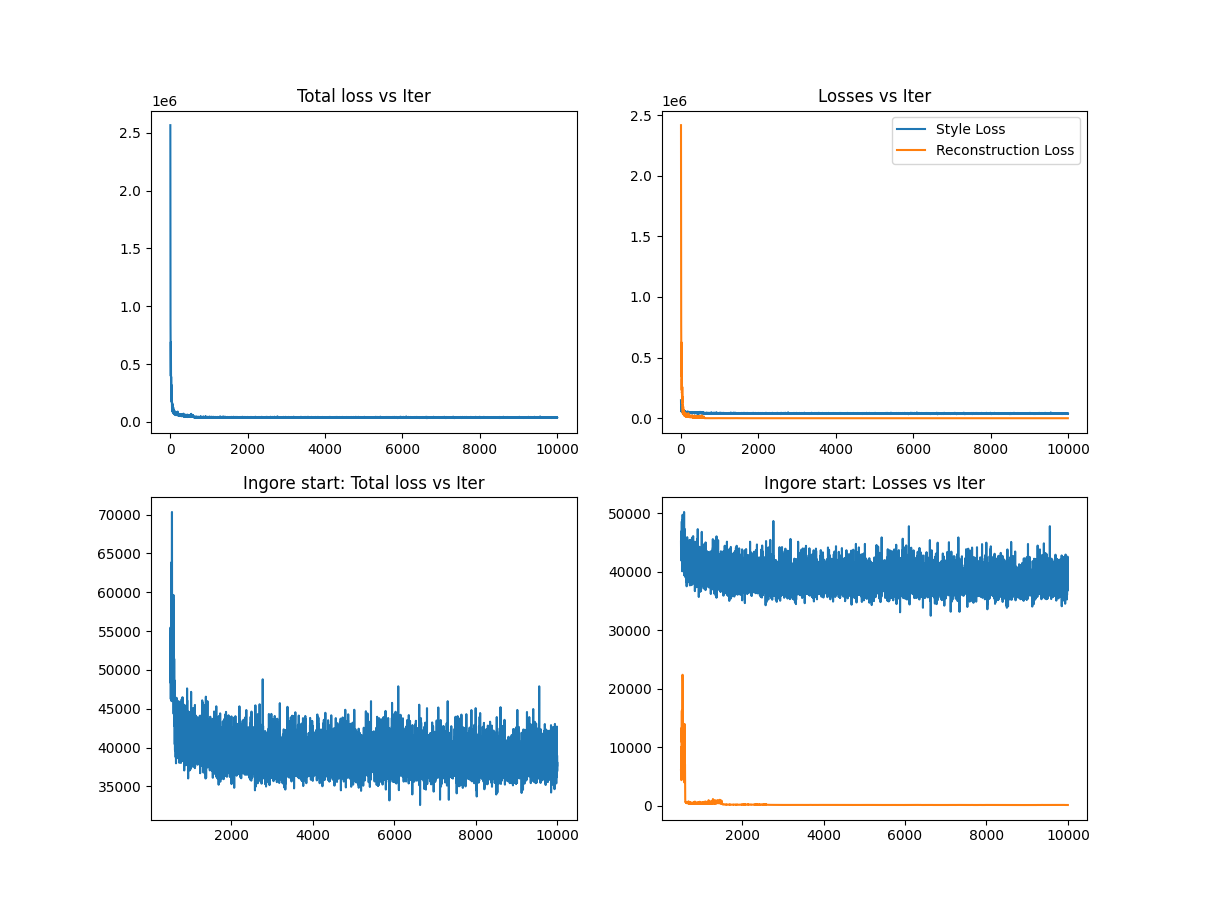 Total loss vs Iter
1e6
2.5
2.0
1.5
1.0
0.5
0.0
0 2000 4000 6000 8000 10000
Losses vs Iter
1e6
2.5
2.0
1.5
1.0
0.5
0.0
Style Loss
Reconstruction Loss
0 2000 4000 6000 8000 10000
Ingore start: Total loss vs Iter
70000
65000
60000
55000
50000
45000
40000
35000
2000 4000 6000 8000 10000
Ingore start: Losses vs Iter
50000
40000
30000
20000
10000
0
2000 4000 6000 8000 10000